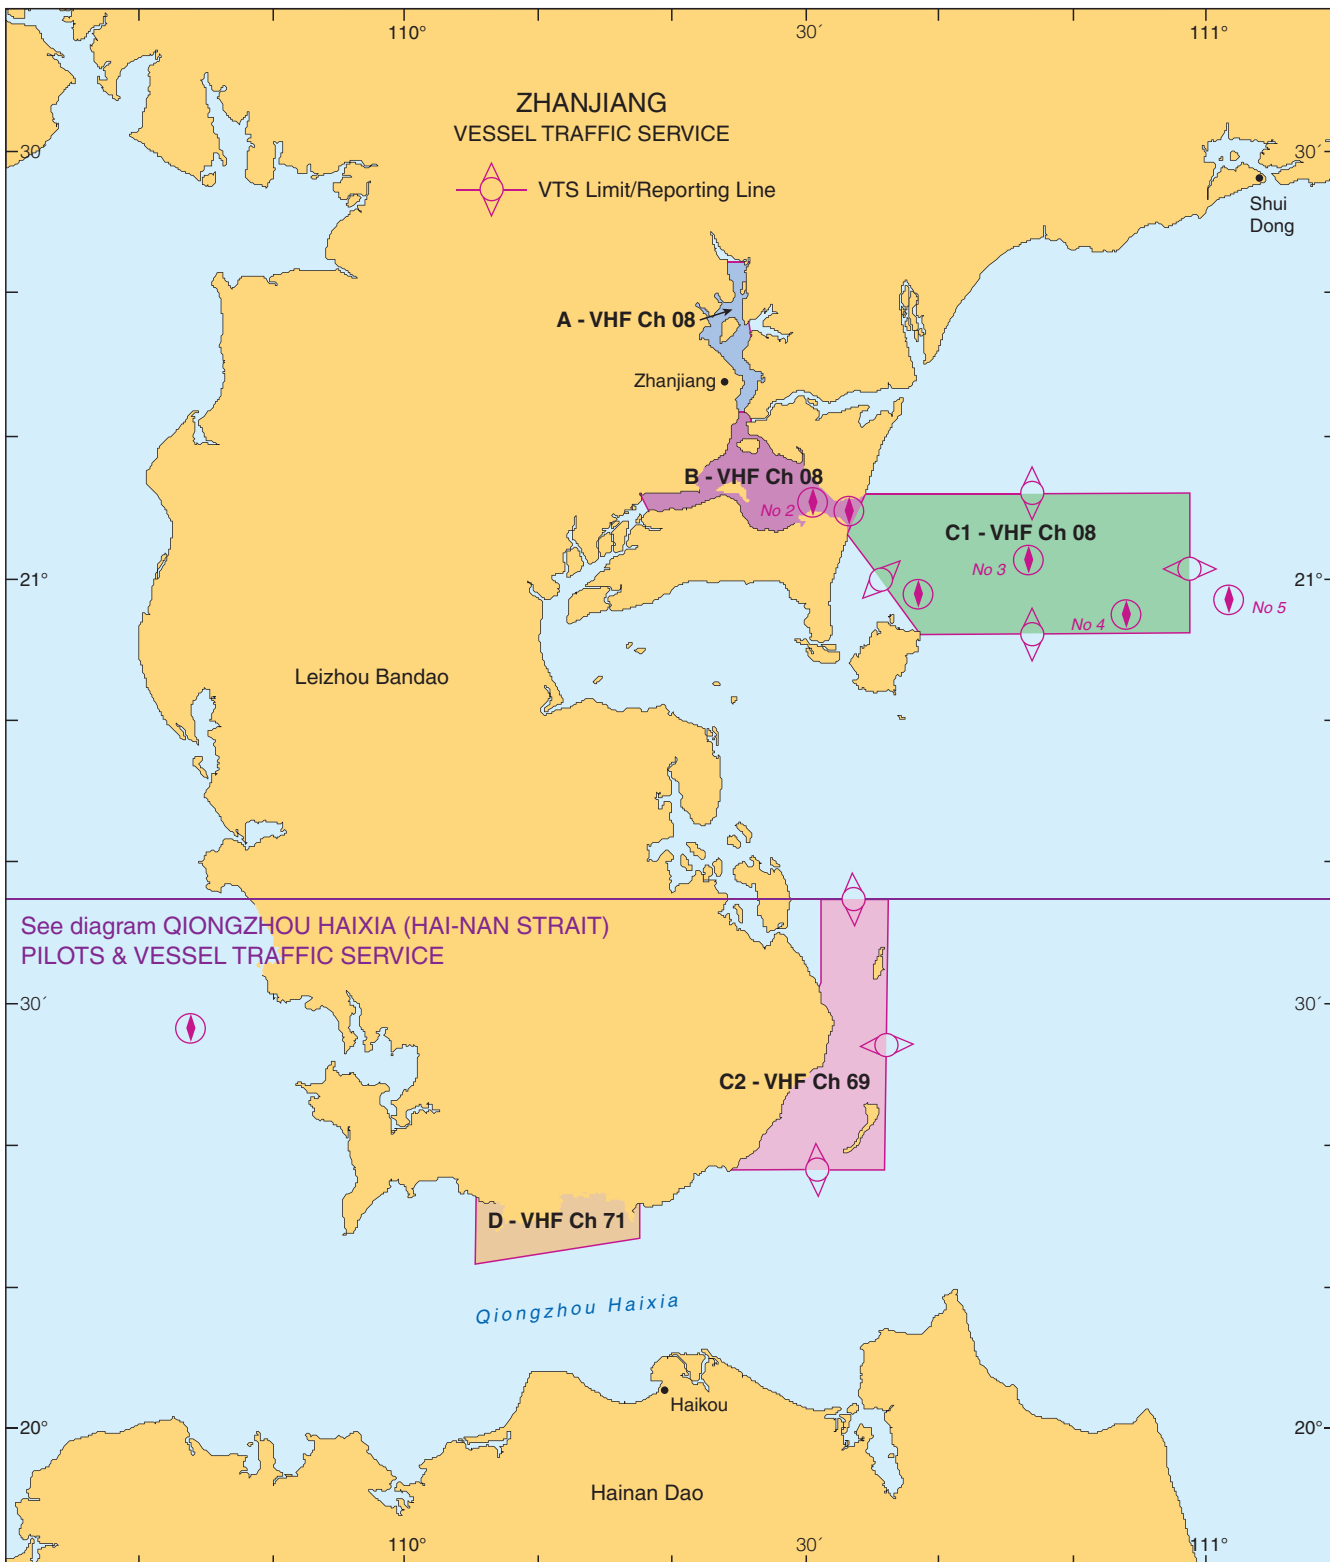 110°
30´
111°
ZHANJIANG
VESSEL TRAFFIC SERVICE
30´
30´
VTS Limit/Reporting Line
Shui
Dong
A - VHF Ch 08
Zhanjiang
B - VHF Ch 08
No 2
C1 - VHF Ch 08
No 3
21°
21°
No 4
No 5
Leizhou Bandao
See diagram QIONGZHOU HAIXIA (HAI-NAN STRAIT)
PILOTS & VESSEL TRAFFIC SERVICE
30´
30´
C2 - VHF Ch 69
D - VHF Ch 71
Qiongzhou Haixia
Haikou
20°
20°
Hainan Dao
110°
30´
111°